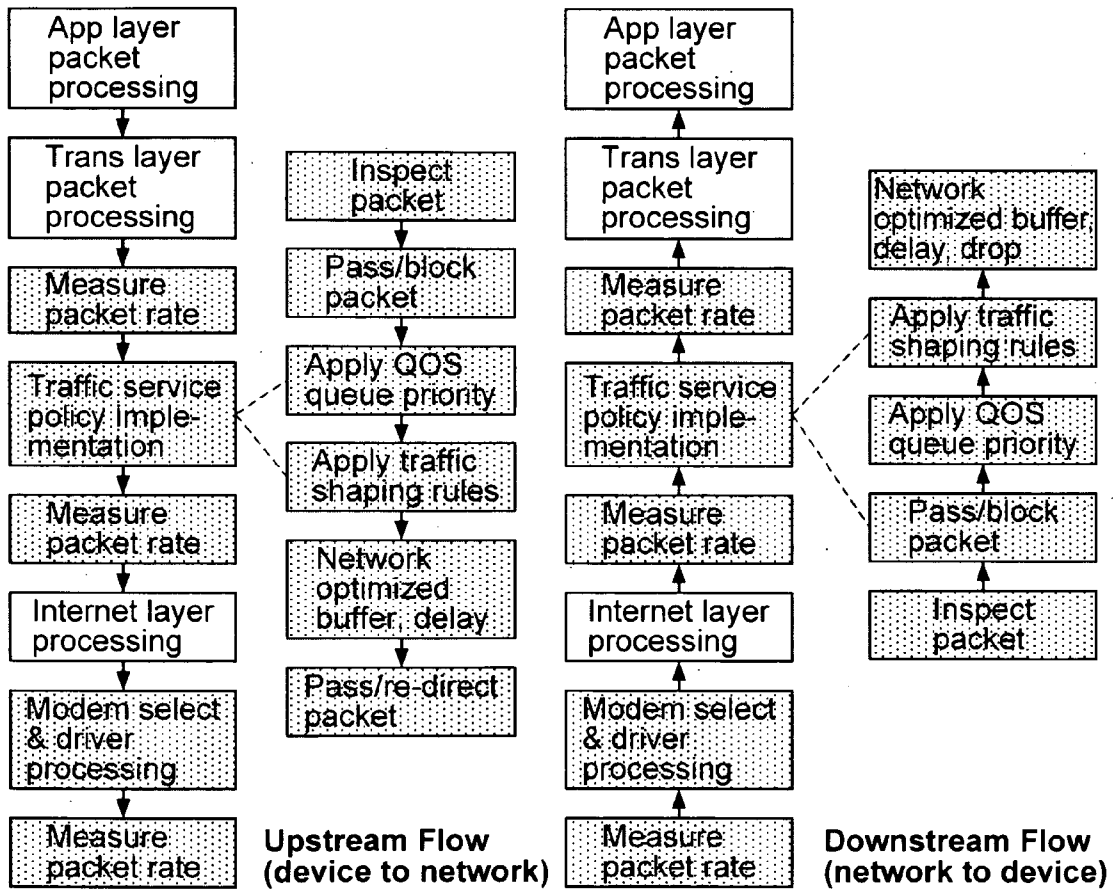 App layer
packet
processing
Trans layer
packet
processing
Measure
packet rate
Traffic service
policy imple-
mentation
Measure
packet rate
Internet layer
processing
Modem select
& driver
processing
Measure
packet rate
Inspect
packet
Pass/block
packet
Apply QOS
queue priority
Apply traffic
shaping rules
Network
optimized
buffer, delay
Pass/re-direct
packet
Upstream Flow
(device to network)
App layer
packet
processing
Trans layer
packet
processing
Measure
packet rate
Traffic service
policy imple-
mentation
Measure
packet rate
Internet layer
processing
Modem select
& driver
processing
Measure
packet rate
Network
optimized buffer,
delay, drop
Apply traffic
shaping rules
Apply QOS
queue priority
Pass/block
packet
Inspect
packet
Downstream Flow
(network to device)